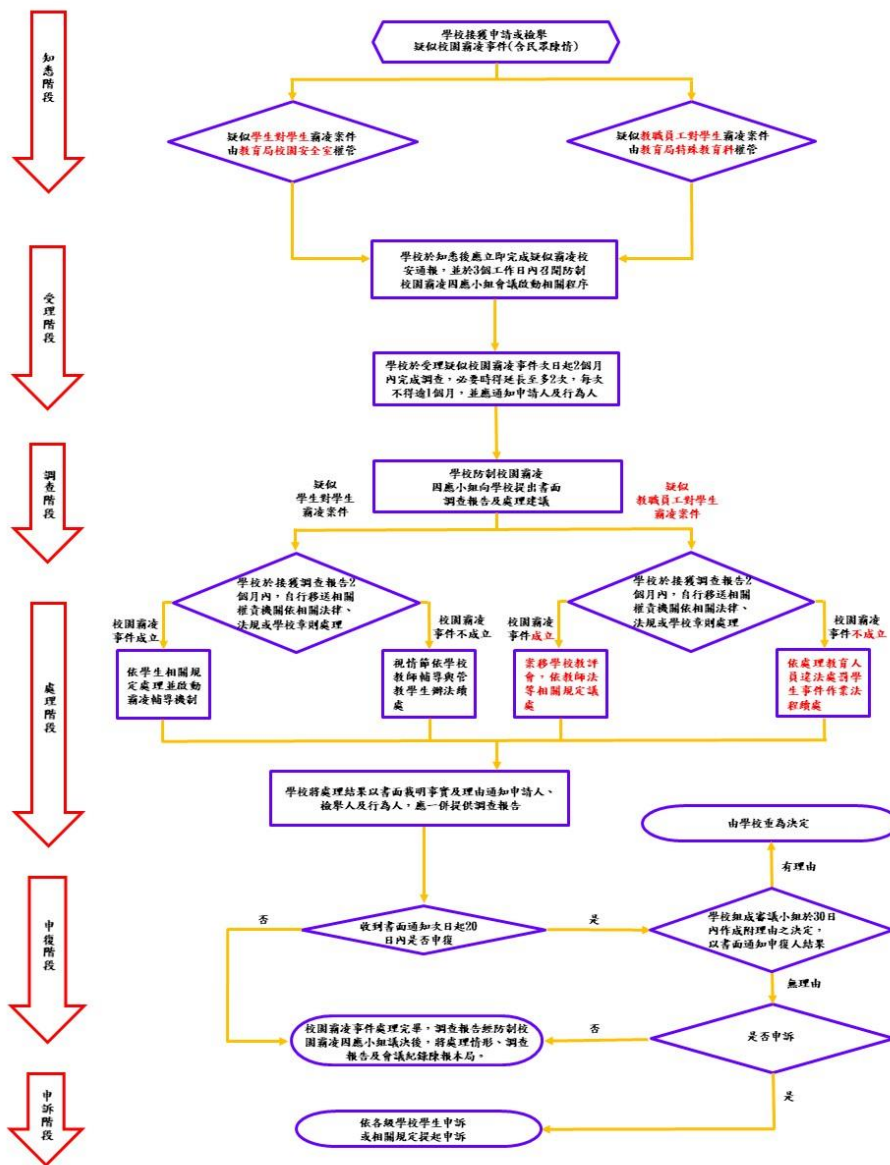 知悉階段
學校接獲申請或檢舉
疑似校園霸凌事件(含民眾陳情)
疑似學生對學生霸凌案件
由教育局校園安全室權管
疑似教職員工對學生霸凌案件
由教育局特殊教育科權管
受理階段
學校於知悉後應立即完成疑似霸凌校
安通報，並於3個工作日內召開防制
校園霸凌因應小組會議啟動相關程序
學校於受理疑似校園霸凌事件次日起2個月
內完成調查，必要時得延長至多2次，每次
不得逾1個月，並應通知申請人及行為人
調查階段
學校防制校園霸凌
因應小組向學校提出書面
調查報告及處理建議
疑似
學生對學生
霸凌案件
疑似
教職員工對學生
霸凌案件
學校於接獲調查報告2
個月內，自行移送相關
權責機關依相關法律、
法規或學校章則處理
學校於接獲調查報告2
個月內，自行移送相關
權責機關依相關法律、
法規或學校章則處理
處理階段
校園霸凌
事件成立
校園霸凌
事件不成立
校園霸凌
事件成立
校園霸凌
事件不成立
依學生相關規
定處理並啟動
霸凌輔導機制
視情節依學校
教師輔導與管
教學生辦法續
處
案移學校教評
會，依教師法
等相關規定議
處
依處理教育人
員違法處罰學
生事件作業法
程續處
學校將處理結果以書面載明事實及理由通知申請人、
檢舉人及行為人，應一併提供調查報告
申復階段
收到書面通知次日起20
日內是否申復
否
是
學校組成審議小組於30日
內作成附理由之決定，
以書面通知申復人結果
有理由
由學校重為決定
無理由
是否申訴
否
校園霸凌事件處理完畢，調查報告經防制校
園霸凌因應小組議決後，將處理情形、調查
報告及會議紀錄陳報本局。
是
申訴階段
依各級學校學生申訴
或相關規定提起申訴